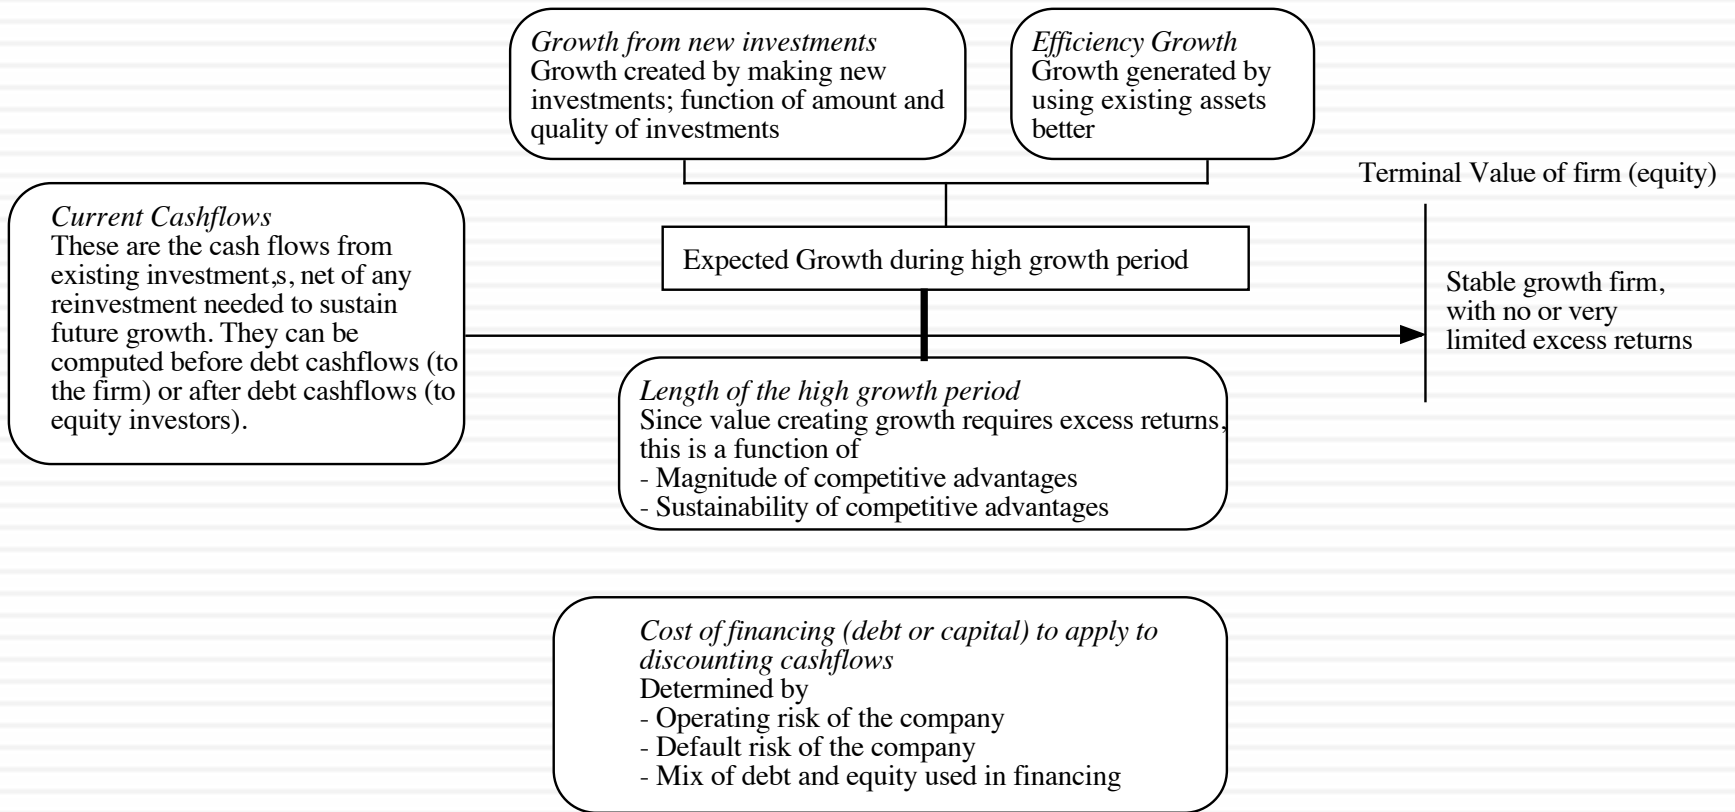 Growth from new investments
Growth created by making new
investments; function of amount and
quality of investments
Efficiency Growth
Growth generated by
using existing assets
better
Terminal Value of firm (equity)
Current Cashflows
These are the cash flows from
existing investment,s, net of any
reinvestment needed to sustain
future growth. They can be
computed before debt cashflows (to
the firm) or after debt cashflows (to
equity investors).
Expected Growth during high growth period
Stable growth firm,
with no or very
limited excess returns
Length of the high growth period
Since value creating growth requires excess returns,
this is a function of
- Magnitude of competitive advantages
- Sustainability of competitive advantages
Cost of financing (debt or capital) to apply to
discounting cashflows
Determined by
- Operating risk of the company
- Default risk of the company
- Mix of debt and equity used in financing